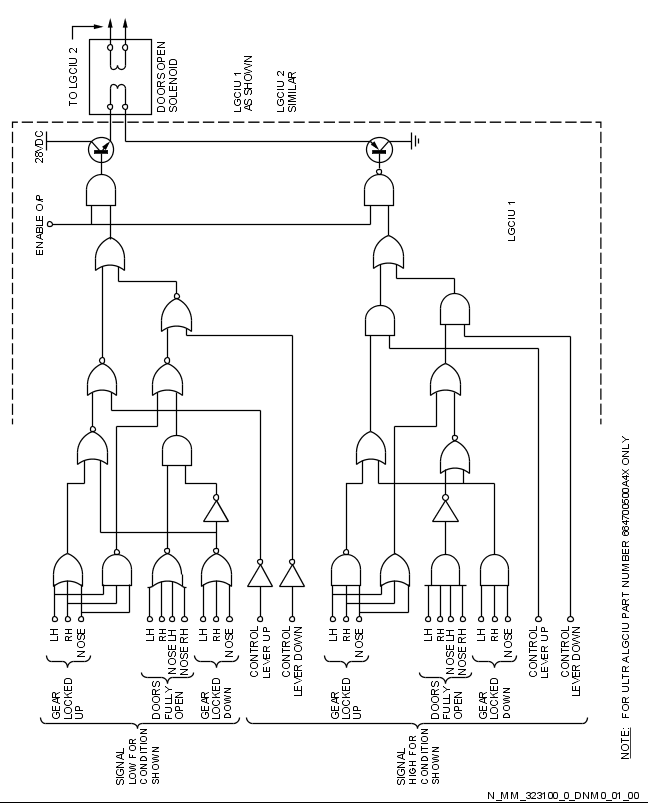 TO LGCIU 2
DOORS OPEN
SOLENOID
LGCIU 1
AS SHOWN
LGCIU 2
SIMILAR
28VDC
ENABLE O/P
LGCIU 1
LH
RH
NOSE
GEAR
LOCKED
UP
LH
RH
NOSE LH
NOSE RH
DOORS
FULLY
OPEN
LH
RH
NOSE
GEAR
LOCKED
DOWN
CONTROL
LEVER UP
CONTROL
LEVER DOWN
SIGNAL
LOW FOR
CONDITION
SHOWN
LH
RH
NOSE
GEAR
LOCKED
UP
LH
RH
NOSE LH
NOSE RH
DOORS
FULLY
OPEN
LH
RH
NOSE
GEAR
LOCKED
DOWN
CONTROL
LEVER UP
CONTROL
LEVER DOWN
SIGNAL
HIGH FOR
CONDITION
SHOWN
NOTE: FOR ULTRA LGCIU PART NUMBER 664700500A4X ONLY
N_MM_323100_0_DNM0_01_00